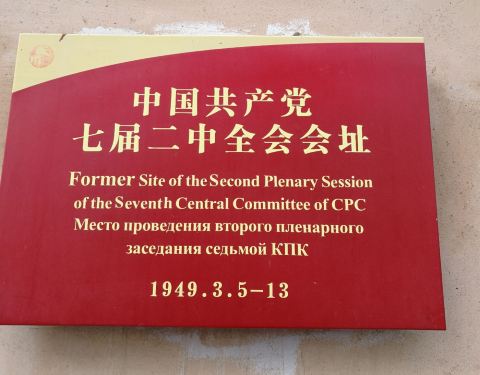 中国共产党
七届二中全会会址
Former Site of the Second Plenary Session
of the Seventh Central Committee of CPC
Место проведения второго пленарного
заседания седьмой КПК
1949.3.5-13